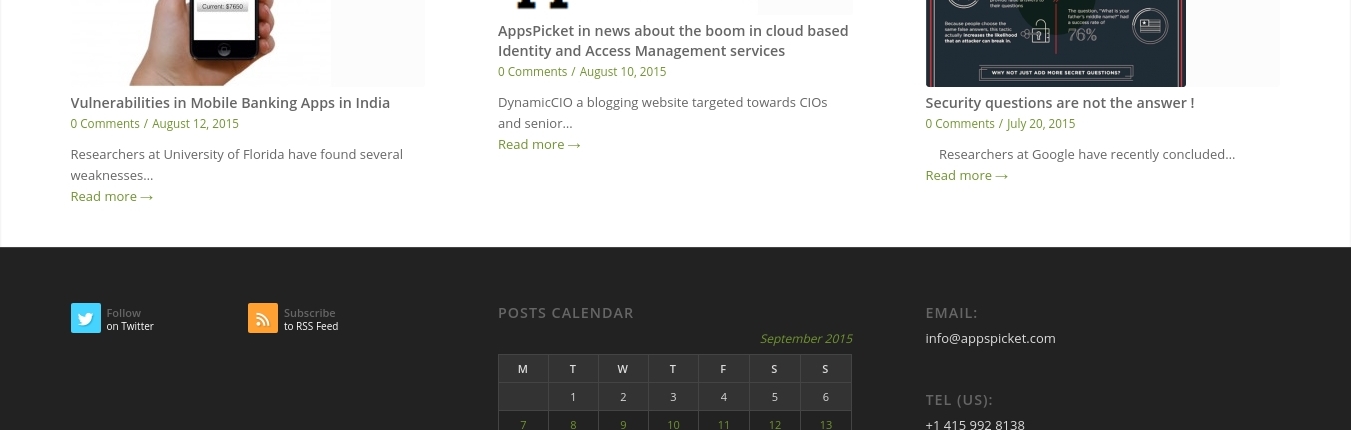 Current: $7650
Vulnerabilities in Mobile Banking Apps in India
0 Comments / August 12, 2015
Researchers at University of Florida have found several
weaknesses...
Read more →
AppsPicket in news about the boom in cloud based
Identity and Access Management services
0 Comments / August 10, 2015
DynamicCIO a blogging website targeted towards CIOs
and senior...
Read more →
their questions
Because people choose the
same false answers, this tactic
actually increases the likelihood
that an attacker can break in.
The question, "What is your
father's middle name?" had
a success rate of
76%
WHY NOT JUST ADD MORE SECRET QUESTIONS?
Security questions are not the answer !
0 Comments / July 20, 2015
Researchers at Google have recently concluded...
Read more →
Follow
on Twitter
Subscribe
to RSS Feed
POSTS CALENDAR
September 2015
M T W T F S S
1 2 3 4 5 6
7 8 9 10 11 12 13
EMAIL:
info@appspicket.com
TEL (US):
+1 415 992 8138